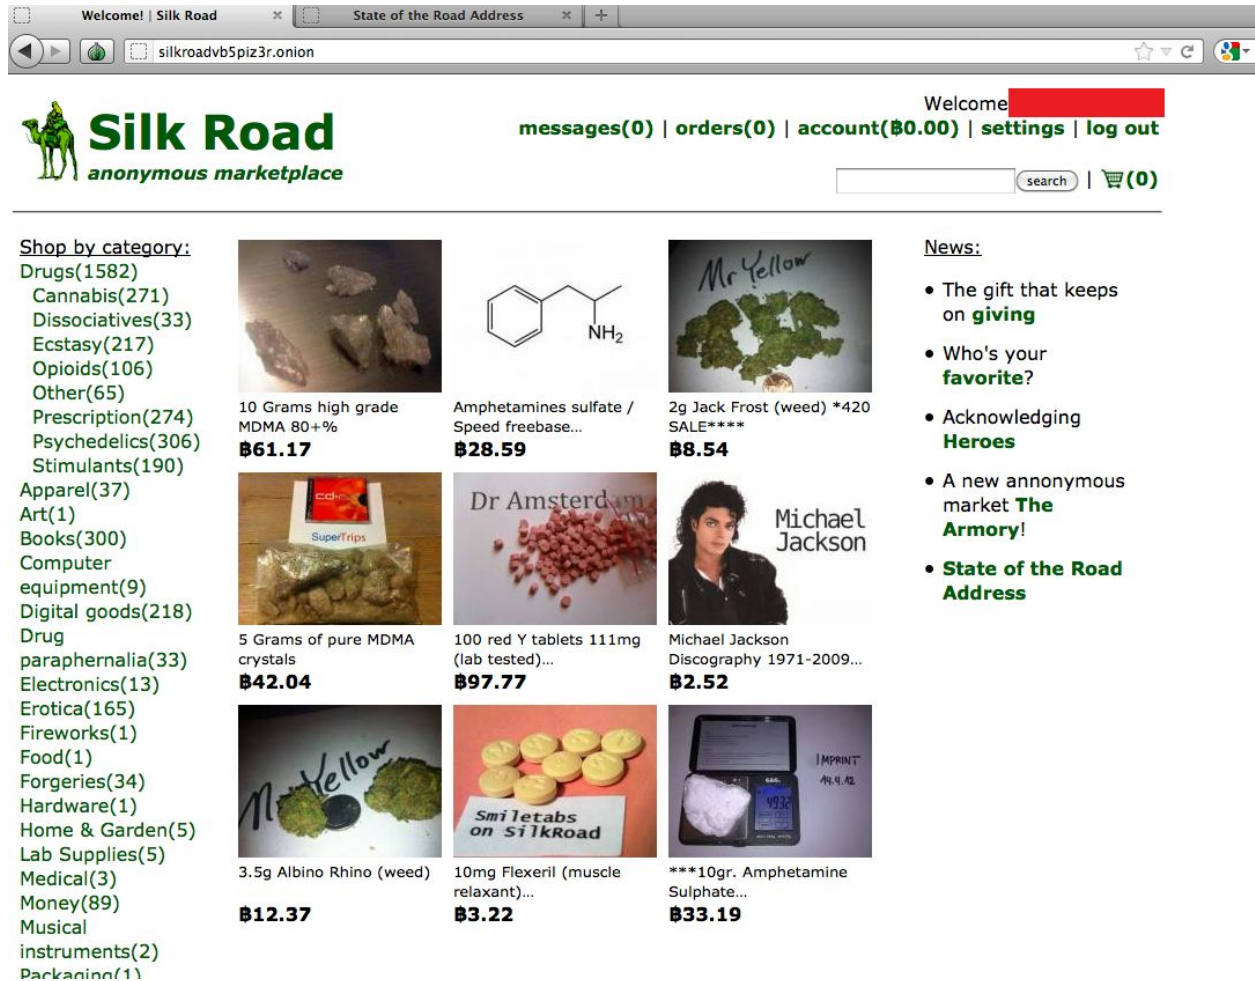 Welcome! | Silk Road
State of the Road Address
silkroadvb5piz3r.onion
Silk Road
anonymous marketplace
Welcome
messages(0) | orders(0) | account(฿0.00) | settings | log out
search | (0)
Shop by category:
Drugs(1582)
Cannabis(271)
Dissociatives(33)
Ecstasy(217)
Opioids(106)
Other(65)
Prescription(274)
Psychedelics(306)
Stimulants(190)
Apparel(37)
Art(1)
Books(300)
Computer
equipment(9)
Digital goods(218)
Drug
paraphernalia(33)
Electronics(13)
Erotica(165)
Fireworks(1)
Food(1)
Forgeries(34)
Hardware(1)
Home & Garden(5)
Lab Supplies(5)
Medical(3)
Money(89)
Musical
instruments(2)
Packaging(1)
10 Grams high grade
MDMA 80+%
฿61.17
NH₂
Amphetamines sulfate /
Speed freebase...
฿28.59
Mr Yellow
2g Jack Frost (weed) *420
SALE****
฿8.54
SuperTrips
5 Grams of pure MDMA
crystals
฿42.04
Dr Amsterdam
100 red Y tablets 111mg
(lab tested)...
฿97.77
Michael
Jackson
Michael Jackson
Discography 1971-2009...
฿2.52
Mr Yellow
3.5g Albino Rhino (weed)
฿12.37
Smiletabs
on SilkRoad
10mg Flexeril (muscle
relaxant)...
฿3.22
IMPRINT
14.4.12
***10gr. Amphetamine
Sulphate...
฿33.19
News:
• The gift that keeps
on giving
• Who's your
favorite?
• Acknowledging
Heroes
• A new annonymous
market The
Armory!
• State of the Road
Address